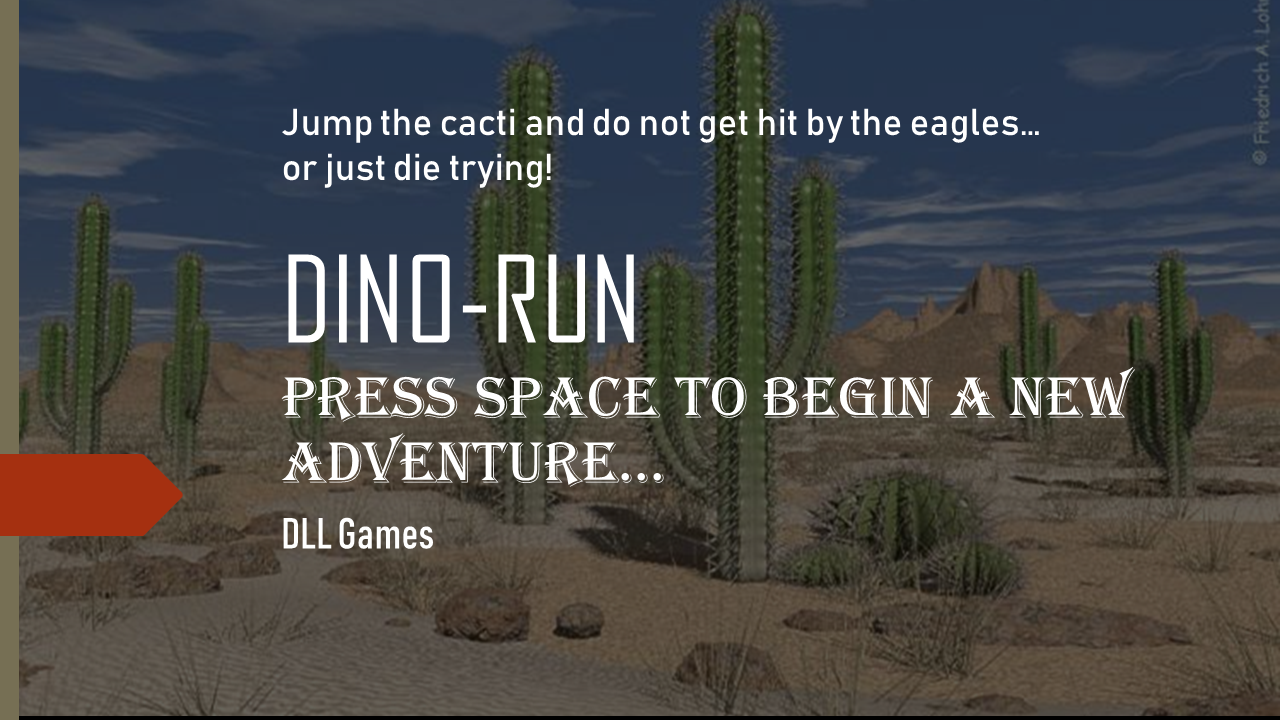 Jump the cacti and do not get hit by the eagles...
or just die trying!
DINO-RUN
PRESS SPACE TO BEGIN A NEW
ADVENTURE...
DLL Games
© Friedrich A.